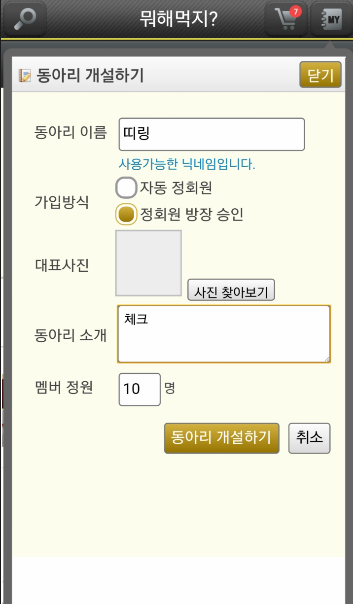 뭐해먹지?
7
MY
동아리 개설하기
닫기
동아리 이름
띠링
사용가능한 닉네임입니다.
가입방식
자동 정회원
정회원 방장 승인
대표사진
사진 찾아보기
동아리 소개
체크
멤버 정원
10 명
동아리 개설하기
취소